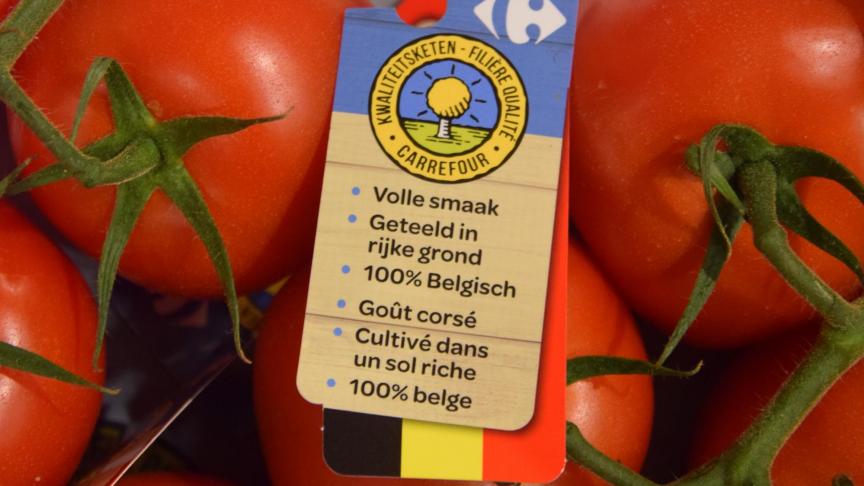 KWALITEITSKETEN - FILIÈRE QUALITÉ
• CARREFOUR •
• Volle smaak
• Geteeld in
rijke grond
• 100% Belgisch
• Goût corsé
• Cultivé dans
un sol riche
• 100% belge